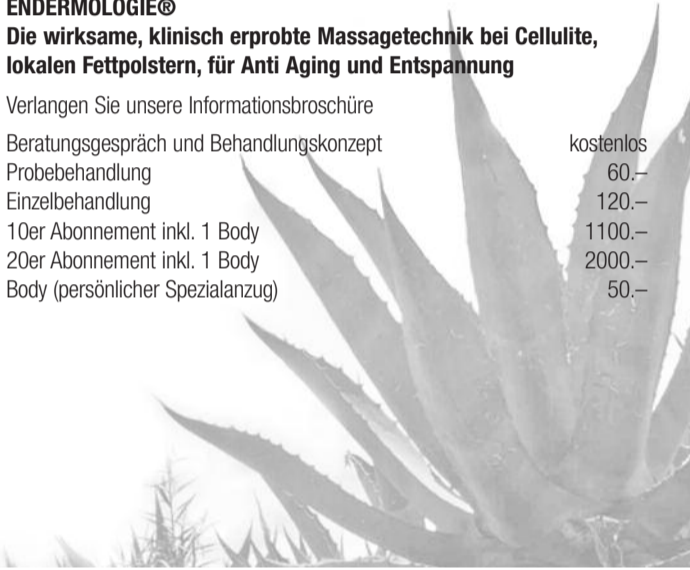 ENDERMOLOGIE®
Die wirksame, klinisch erprobte Massagetechnik bei Cellulite,
lokalen Fettpolstern, für Anti Aging und Entspannung
Verlangen Sie unsere Informationsbroschüre
Beratungsgespräch und Behandlungskonzept kostenlos
Probebehandlung 60.–
Einzelbehandlung 120.–
10er Abonnement inkl. 1 Body 1100.–
20er Abonnement inkl. 1 Body 2000.–
Body (persönlicher Spezialanzug) 50.–